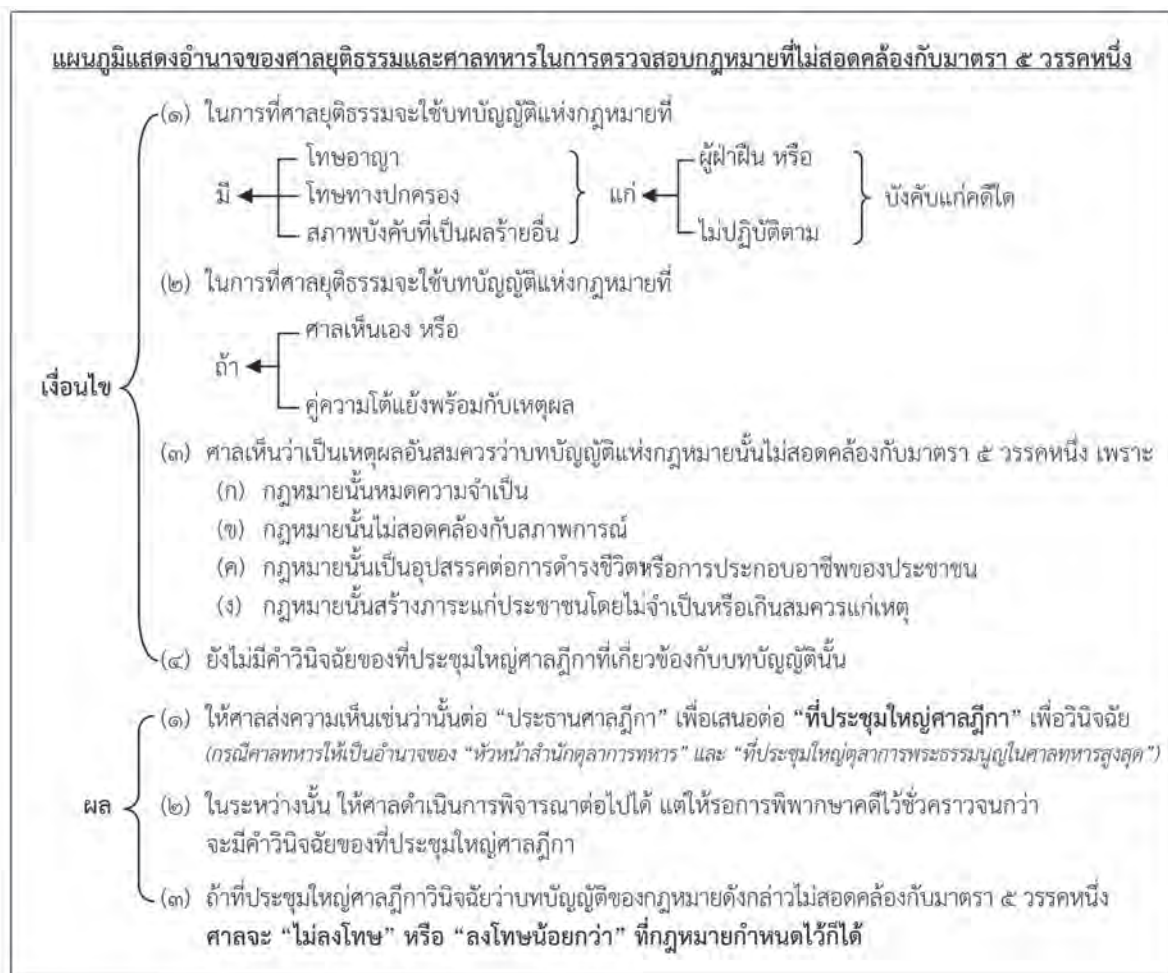 แผนภูมิแสดงอำนาจของศาลยุติธรรมและศาลทหารในการตรวจสอบกฎหมายที่ไม่สอดคล้องกับมาตรา ๕ วรรคหนึ่ง
เงื่อนไข
(๑) ในการที่ศาลยุติธรรมจะใช้บทบัญญัติแห่งกฎหมายที่
มี
โทษอาญา
โทษทางปกครอง
สภาพบังคับที่เป็นผลร้ายอื่น
แก่
ผู้ฝ่าฝืน หรือ
ไม่ปฏิบัติตาม
บังคับแก่คดีใด
(๒) ในการที่ศาลยุติธรรมจะใช้บทบัญญัติแห่งกฎหมายที่
ถ้า
ศาลเห็นเอง หรือ
คู่ความโต้แย้งพร้อมกับเหตุผล
(๓) ศาลเห็นว่าเป็นเหตุผลอันสมควรว่าบทบัญญัติแห่งกฎหมายนั้นไม่สอดคล้องกับมาตรา ๕ วรรคหนึ่ง เพราะ
(ก) กฎหมายนั้นหมดความจำเป็น
(ข) กฎหมายนั้นไม่สอดคล้องกับสภาพการณ์
(ค) กฎหมายนั้นเป็นอุปสรรคต่อการดำรงชีวิตหรือการประกอบอาชีพของประชาชน
(ง) กฎหมายนั้นสร้างภาระแก่ประชาชนโดยไม่จำเป็นหรือเกินสมควรแก่เหตุ
(๔) ยังไม่มีคำวินิจฉัยของที่ประชุมใหญ่ศาลฎีกาที่เกี่ยวข้องกับบทบัญญัตินั้น
ผล
(๑) ให้ศาลส่งความเห็นเช่นว่านั้นต่อ “ประธานศาลฎีกา” เพื่อเสนอต่อ “ที่ประชุมใหญ่ศาลฎีกา” เพื่อวินิจฉัย
(กรณีศาลทหารให้เป็นอำนาจของ “หัวหน้าสำนักตุลาการทหาร” และ “ที่ประชุมใหญ่ตุลาการพระธรรมนูญในศาลทหารสูงสุด”)
(๒) ในระหว่างนั้น ให้ศาลดำเนินการพิจารณาต่อไปได้ แต่ให้รอการพิพากษาคดีไว้ชั่วคราวจนกว่า
จะมีคำวินิจฉัยของที่ประชุมใหญ่ศาลฎีกา
(๓) ถ้าที่ประชุมใหญ่ศาลฎีกาวินิจฉัยว่าบทบัญญัติของกฎหมายดังกล่าวไม่สอดคล้องกับมาตรา ๕ วรรคหนึ่ง
ศาลจะ “ไม่ลงโทษ” หรือ “ลงโทษน้อยกว่า” ที่กฎหมายกำหนดไว้ก็ได้